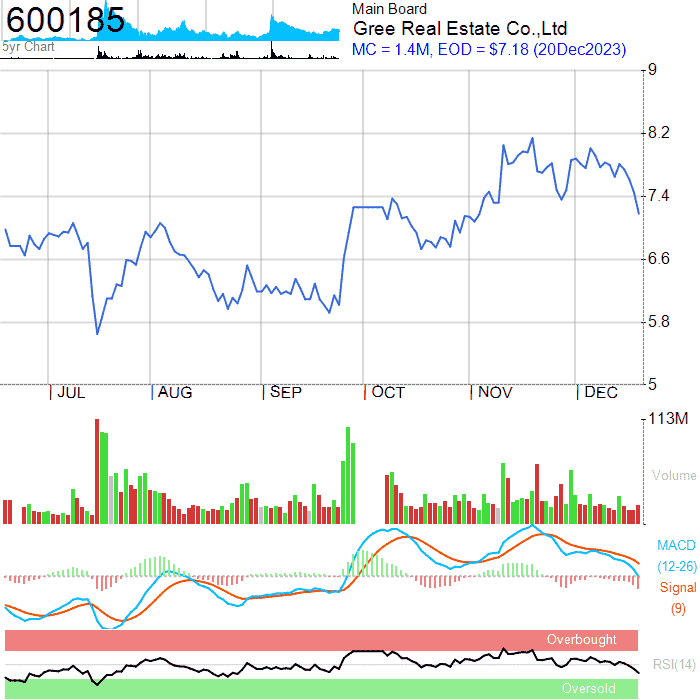 600185
5yr Chart
Main Board
Gree Real Estate Co.,Ltd
MC = 1.4M, EOD = $7.18 (20Dec2023)
9
8.2
7.4
6.6
5.8
5
JUL AUG SEP OCT NOV DEC
113M
Volume
MACD
(12-26)
Signal
(9)
Overbought
RSI(14)
Oversold